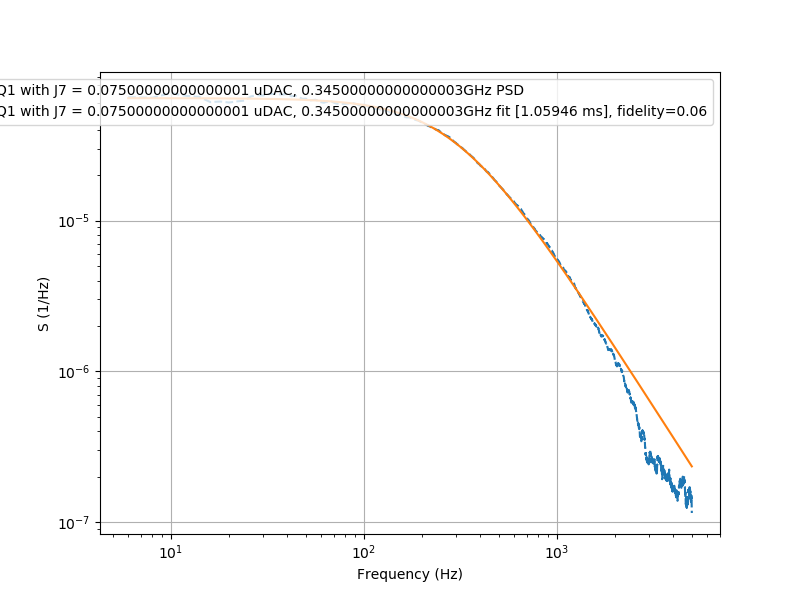 Q1 with J7 = 0.07500000000000001 uDAC, 0.34500000000000003GHz PSD
Q1 with J7 = 0.07500000000000001 uDAC, 0.34500000000000003GHz fit [1.05946 ms], fidelity=0.06
10⁻⁵
10⁻⁶
10⁻⁷
S (1/Hz)
10¹ 10² 10³
Frequency (Hz)